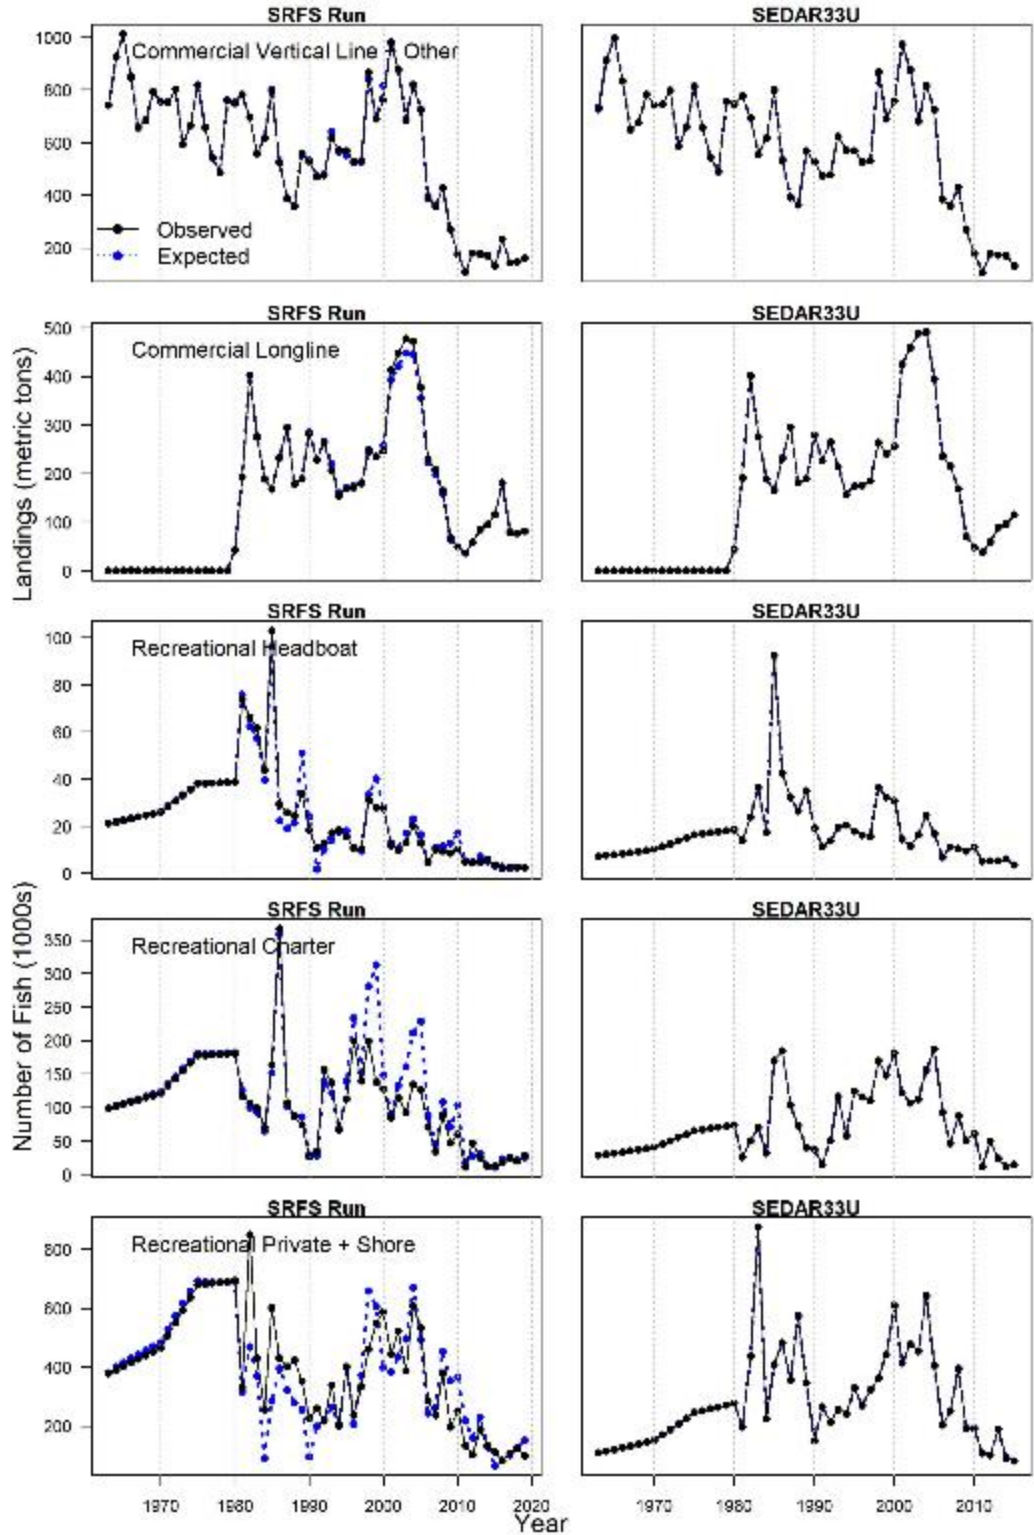 SRFS Run SEDAR33U
1000
800
600
400
200
Commercial Vertical Line + Other
Observed
Expected
SRFS Run SEDAR33U
500
400
300
200
100
0
Commercial Longline
Landings (metric tons)
SRFS Run SEDAR33U
100
80
60
40
20
0
Recreational Headboat
SRFS Run SEDAR33U
350
300
250
200
150
100
50
0
Recreational Charter
Number of Fish (1000s)
SRFS Run SEDAR33U
800
600
400
200
Recreational Private + Shore
1970 1980 1990 2000 2010 2020 1970 1980 1990 2000 2010
Year